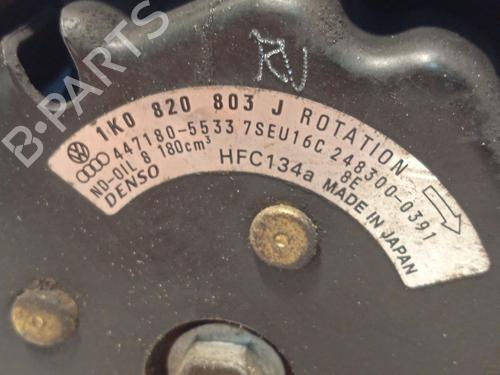 B-PARTS
RU
1K0 820 803 J ROTATION
447180-5533 7SEU16C 248300-0391
ND-OIL 8 180cm³ HFC134a 8E
DENSO MADE IN JAPAN